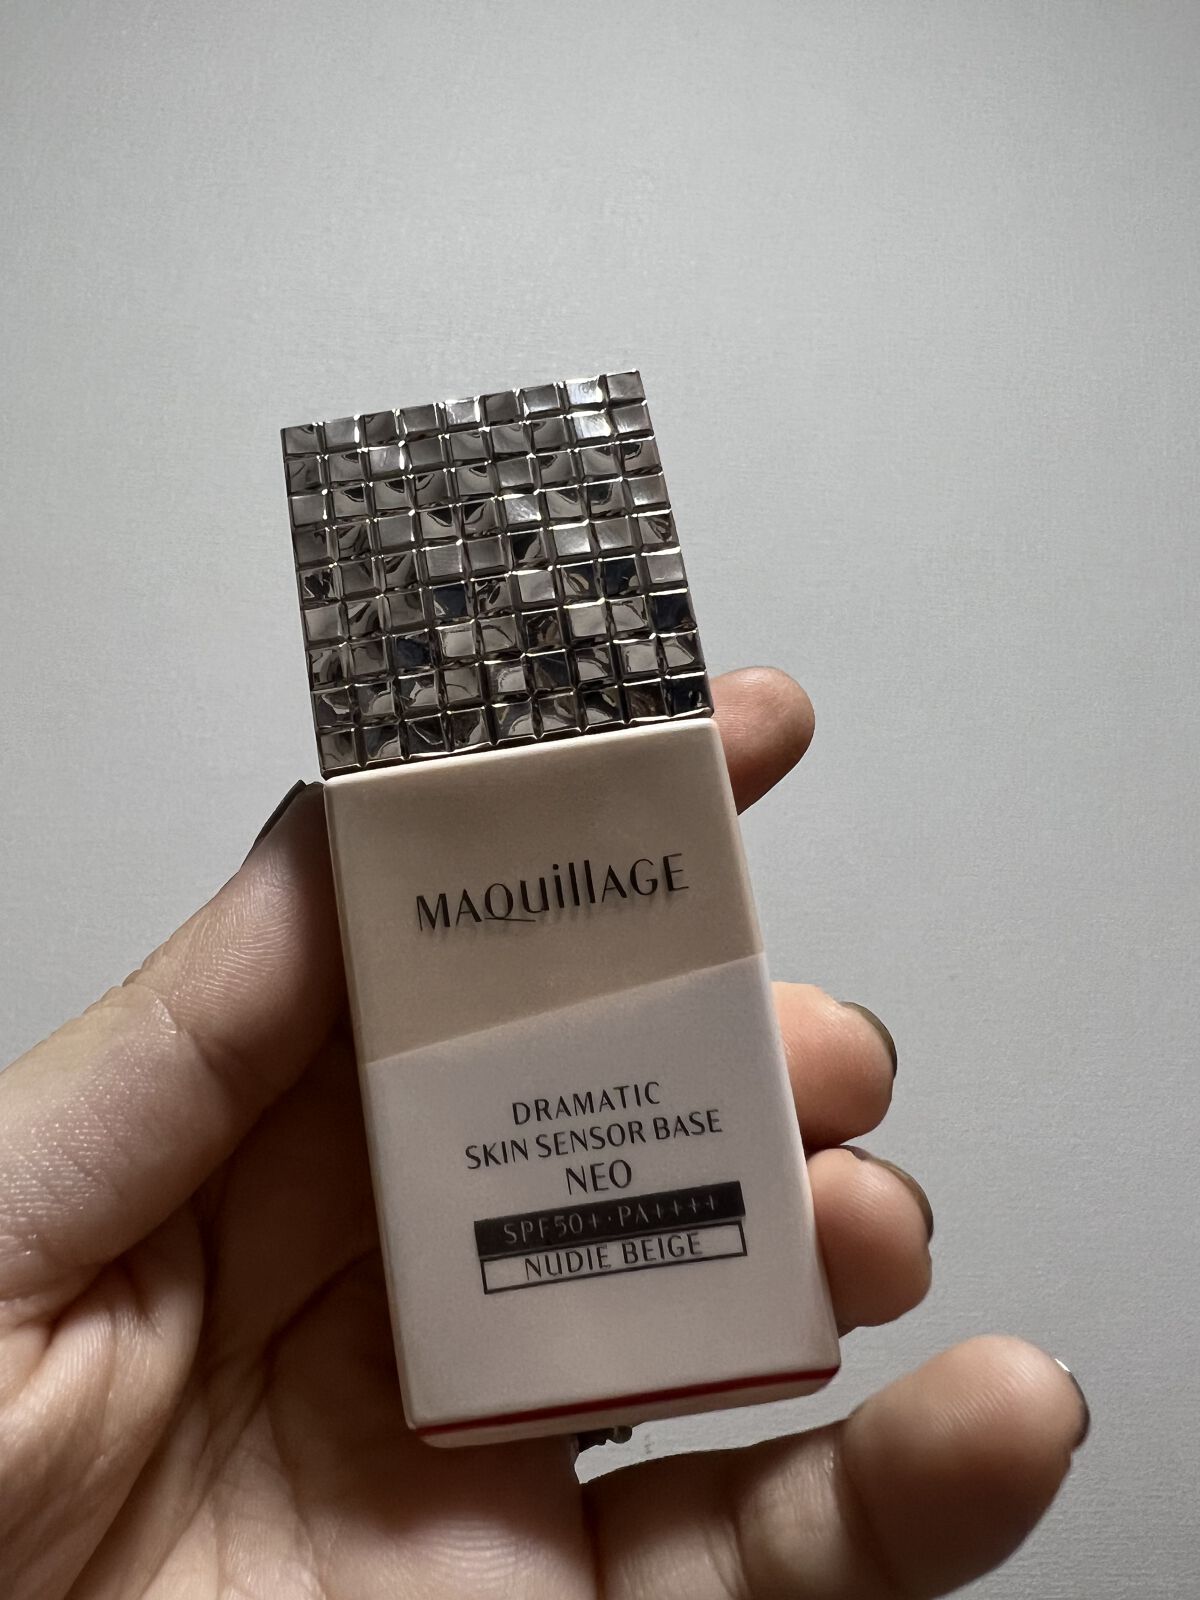 MAQuillAGE
DRAMATIC
SKIN SENSOR BASE
NEO
SPF50+·PA++++
NUDIE BEIGE